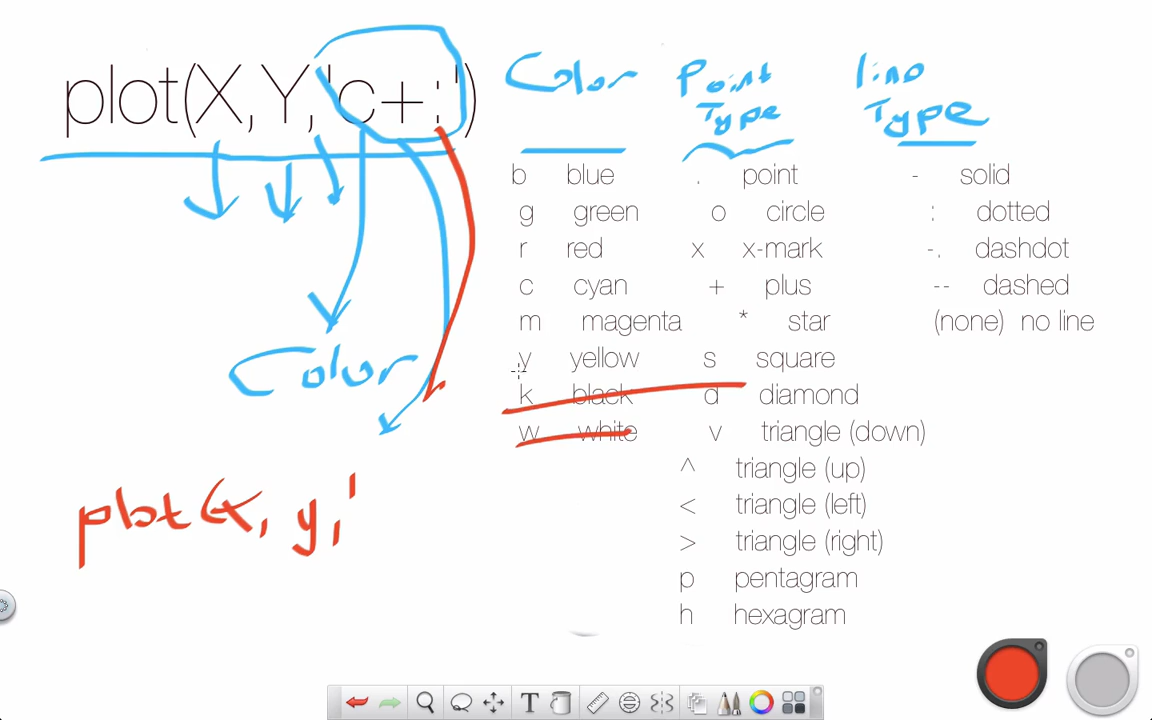 plot(X,Y,'c+:')
Color
Point Type
line Type
b blue . point - solid
g green o circle : dotted
r red x x-mark -. dashdot
c cyan + plus -- dashed
m magenta * star (none) no line
y yellow s square
k black d diamond
w white v triangle (down)
^ triangle (up)
< triangle (left)
> triangle (right)
p pentagram
h hexagram
Color
plot(x, y, '
T